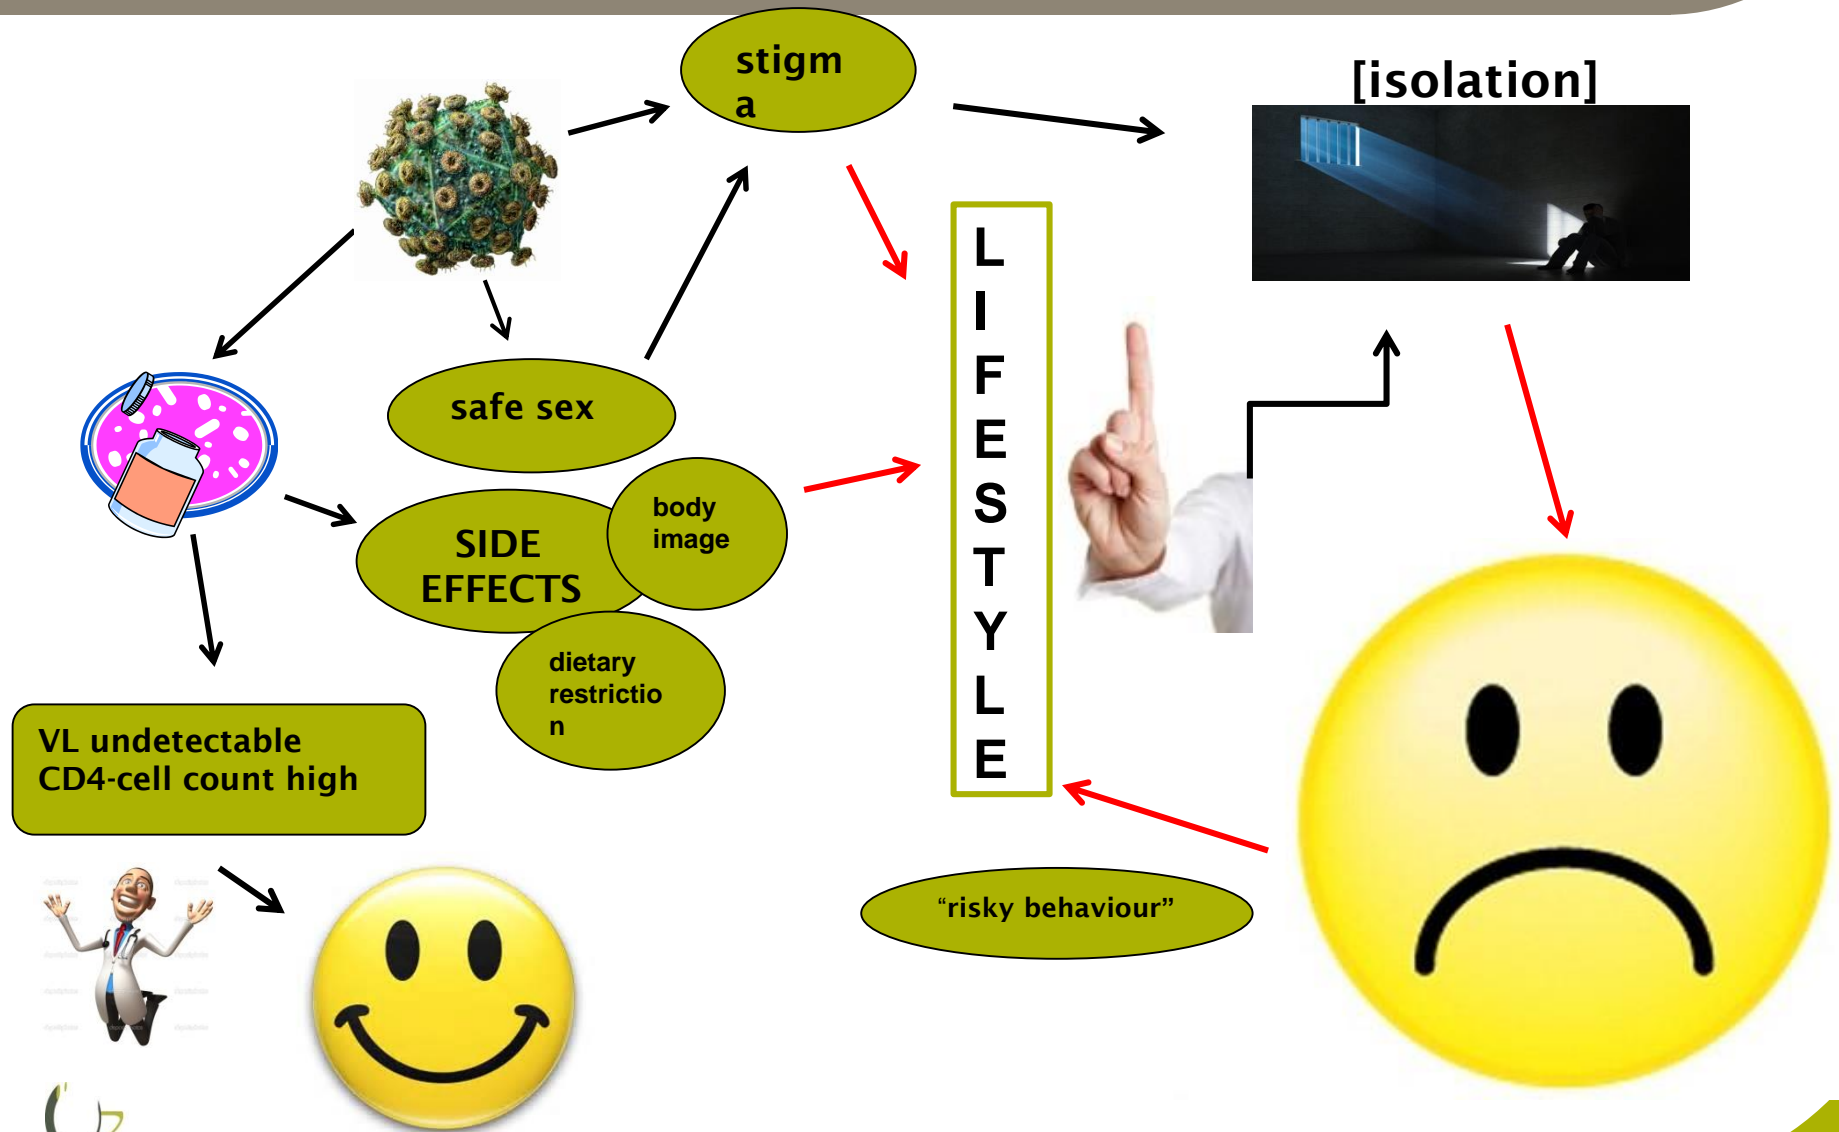 stigm
a
[isolation]
L
I
F
E
S
T
Y
L
E
safe sex
body
image
SIDE
EFFECTS
dietary
restrictio
n
VL undetectable
CD4-cell count high
“risky behaviour”